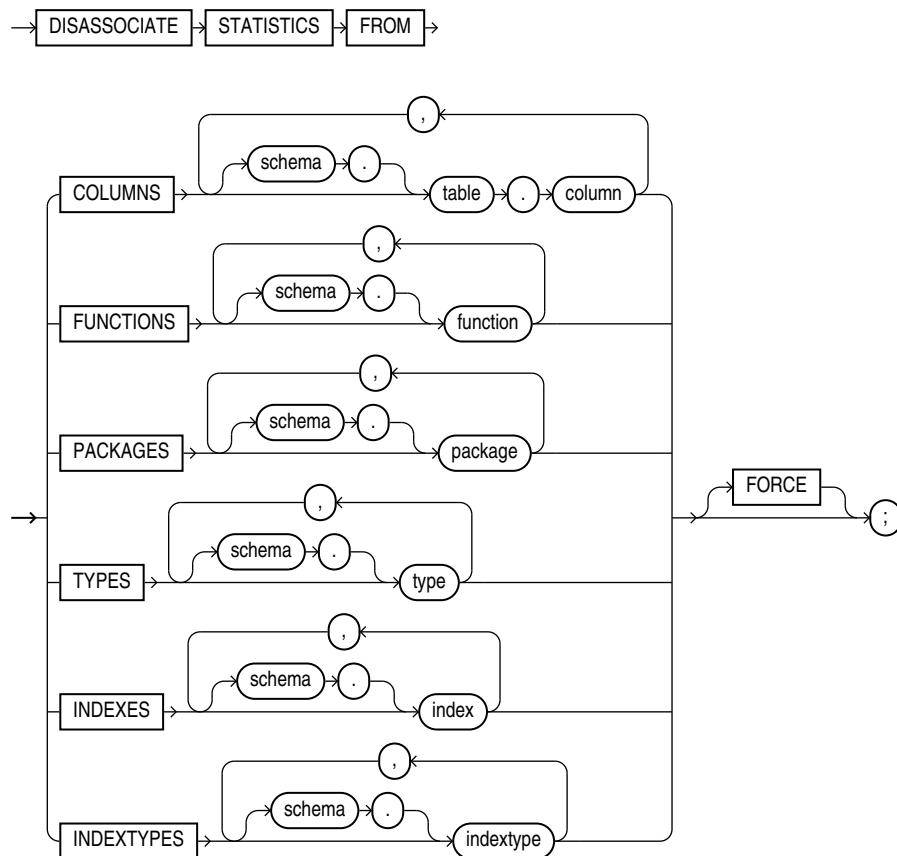 DISASSOCIATE STATISTICS FROM
,
schema .
COLUMNS table . column
,
schema .
FUNCTIONS function
,
schema .
PACKAGES package
FORCE
;
,
schema .
TYPES type
,
schema .
INDEXES index
,
schema .
INDEXTYPES indextype